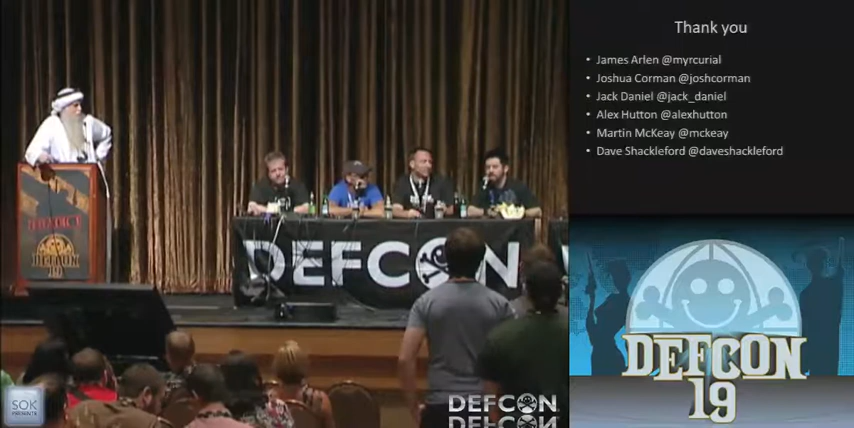 Thank you
• James Arlen @myrcurial
• Joshua Corman @joshcorman
• Jack Daniel @jack_daniel
• Alex Hutton @alexhutton
• Martin McKeay @mckeay
• Dave Shackleford @daveshackleford
DEFCON
DEFCON
19
DEFCON
19
SOK
DEFCON